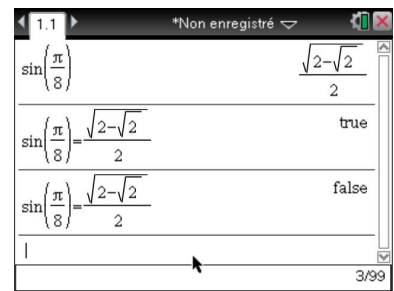 1.1 *Non enregistré
sin(π/8) √(2-√2)/2
sin(π/8)=√(2-√2)/2 true
sin(π/8)=√(2-√2)/2 false
3/99